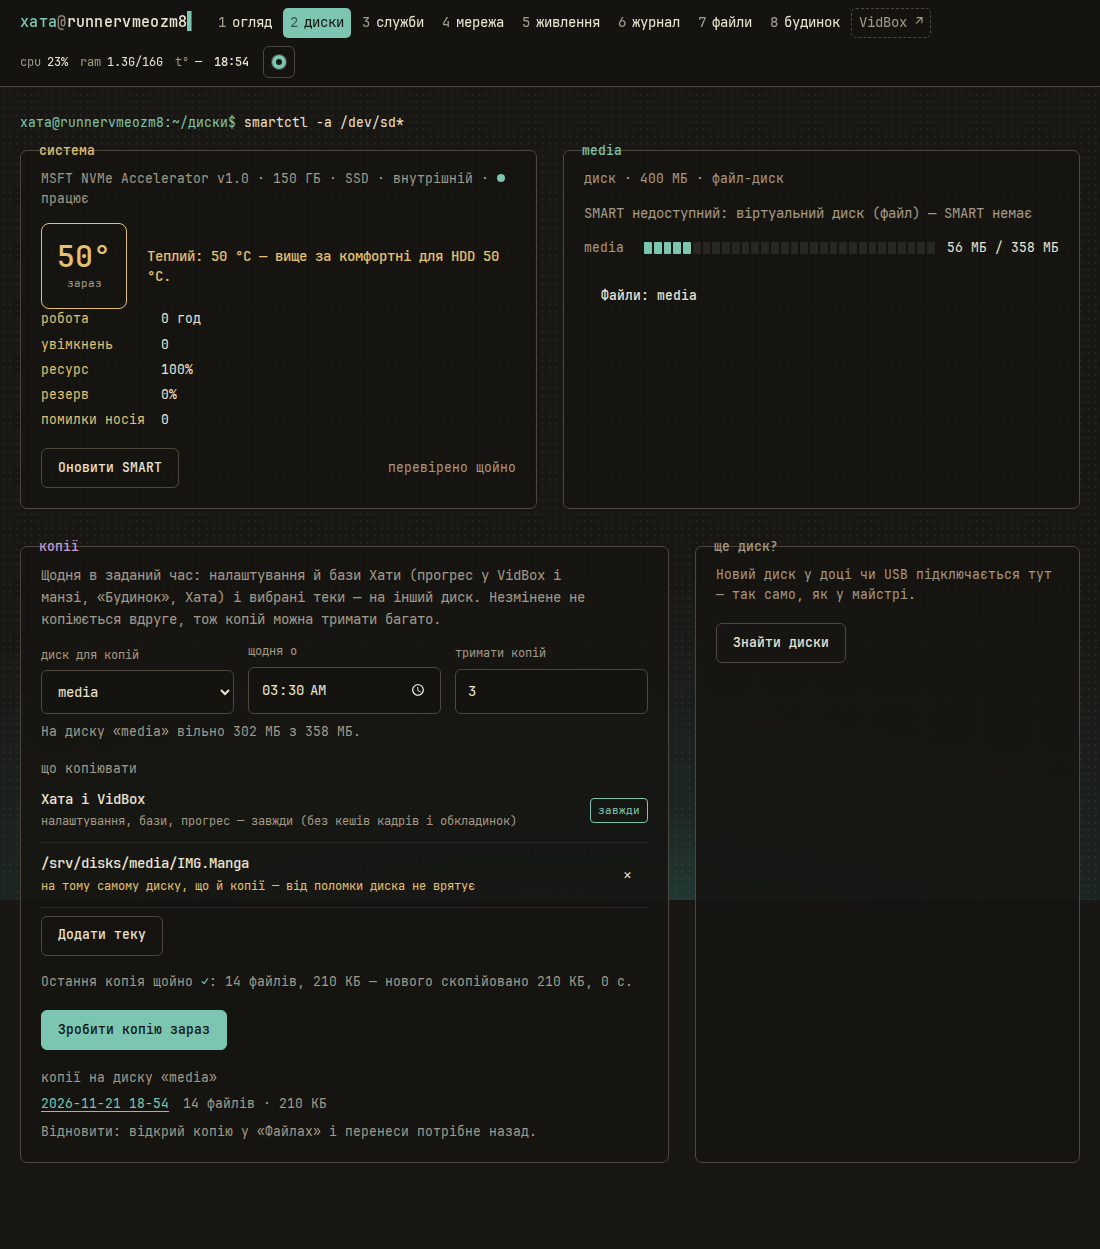 хата@runnervmeozm8
1 огляд 2 диски 3 служби 4 мережа 5 живлення 6 журнал 7 файли 8 будинок VidBox ↗
cpu 23% ram 1.3G/16G t° — 18:54
хата@runnervmeozm8:~/диски$ smartctl -a /dev/sd*
система
MSFT NVMe Accelerator v1.0 · 150 ГБ · SSD · внутрішній · ●
працює
50°
зараз
Теплий: 50 °C — вище за комфортні для HDD 50
°C.
робота 0 год
увімкнень 0
ресурс 100%
резерв 0%
помилки носія 0
Оновити SMART
перевірено щойно
media
диск · 400 МБ · файл-диск
SMART недоступний: віртуальний диск (файл) — SMART немає
media 56 МБ / 358 МБ
Файли: media
копії
Щодня в заданий час: налаштування й бази Хати (прогрес у VidBox і
манзі, «Будинок», Хата) і вибрані теки — на інший диск. Незмінене не
копіюється вдруге, тож копій можна тримати багато.
диск для копій щодня о тримати копій
media 03:30 AM 3
На диску «media» вільно 302 МБ з 358 МБ.
що копіювати
Хата і VidBox
налаштування, бази, прогрес — завжди (без кешів кадрів і обкладинок)
завжди
/srv/disks/media/IMG.Manga
на тому самому диску, що й копії — від поломки диска не врятує
×
Додати теку
Остання копія щойно ✓: 14 файлів, 210 КБ — нового скопійовано 210 КБ, 0 с.
Зробити копію зараз
копії на диску «media»
2026-11-21 18-54 14 файлів · 210 КБ
Відновити: відкрий копію у «Файлах» і перенеси потрібне назад.
ще диск?
Новий диск у доці чи USB підключається тут
— так само, як у майстрі.
Знайти диски